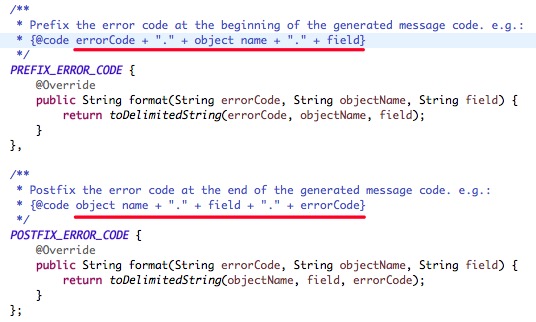 /**
 * Prefix the error code at the beginning of the generated message code. e.g.:
 * {@code errorCode + "." + object name + "." + field}
 */
PREFIX_ERROR_CODE {
    @Override
    public String format(String errorCode, String objectName, String field) {
        return toDelimitedString(errorCode, objectName, field);
    }
},
/**
 * Postfix the error code at the end of the generated message code. e.g.:
 * {@code object name + "." + field + "." + errorCode}
 */
POSTFIX_ERROR_CODE {
    @Override
    public String format(String errorCode, String objectName, String field) {
        return toDelimitedString(objectName, field, errorCode);
    }
};